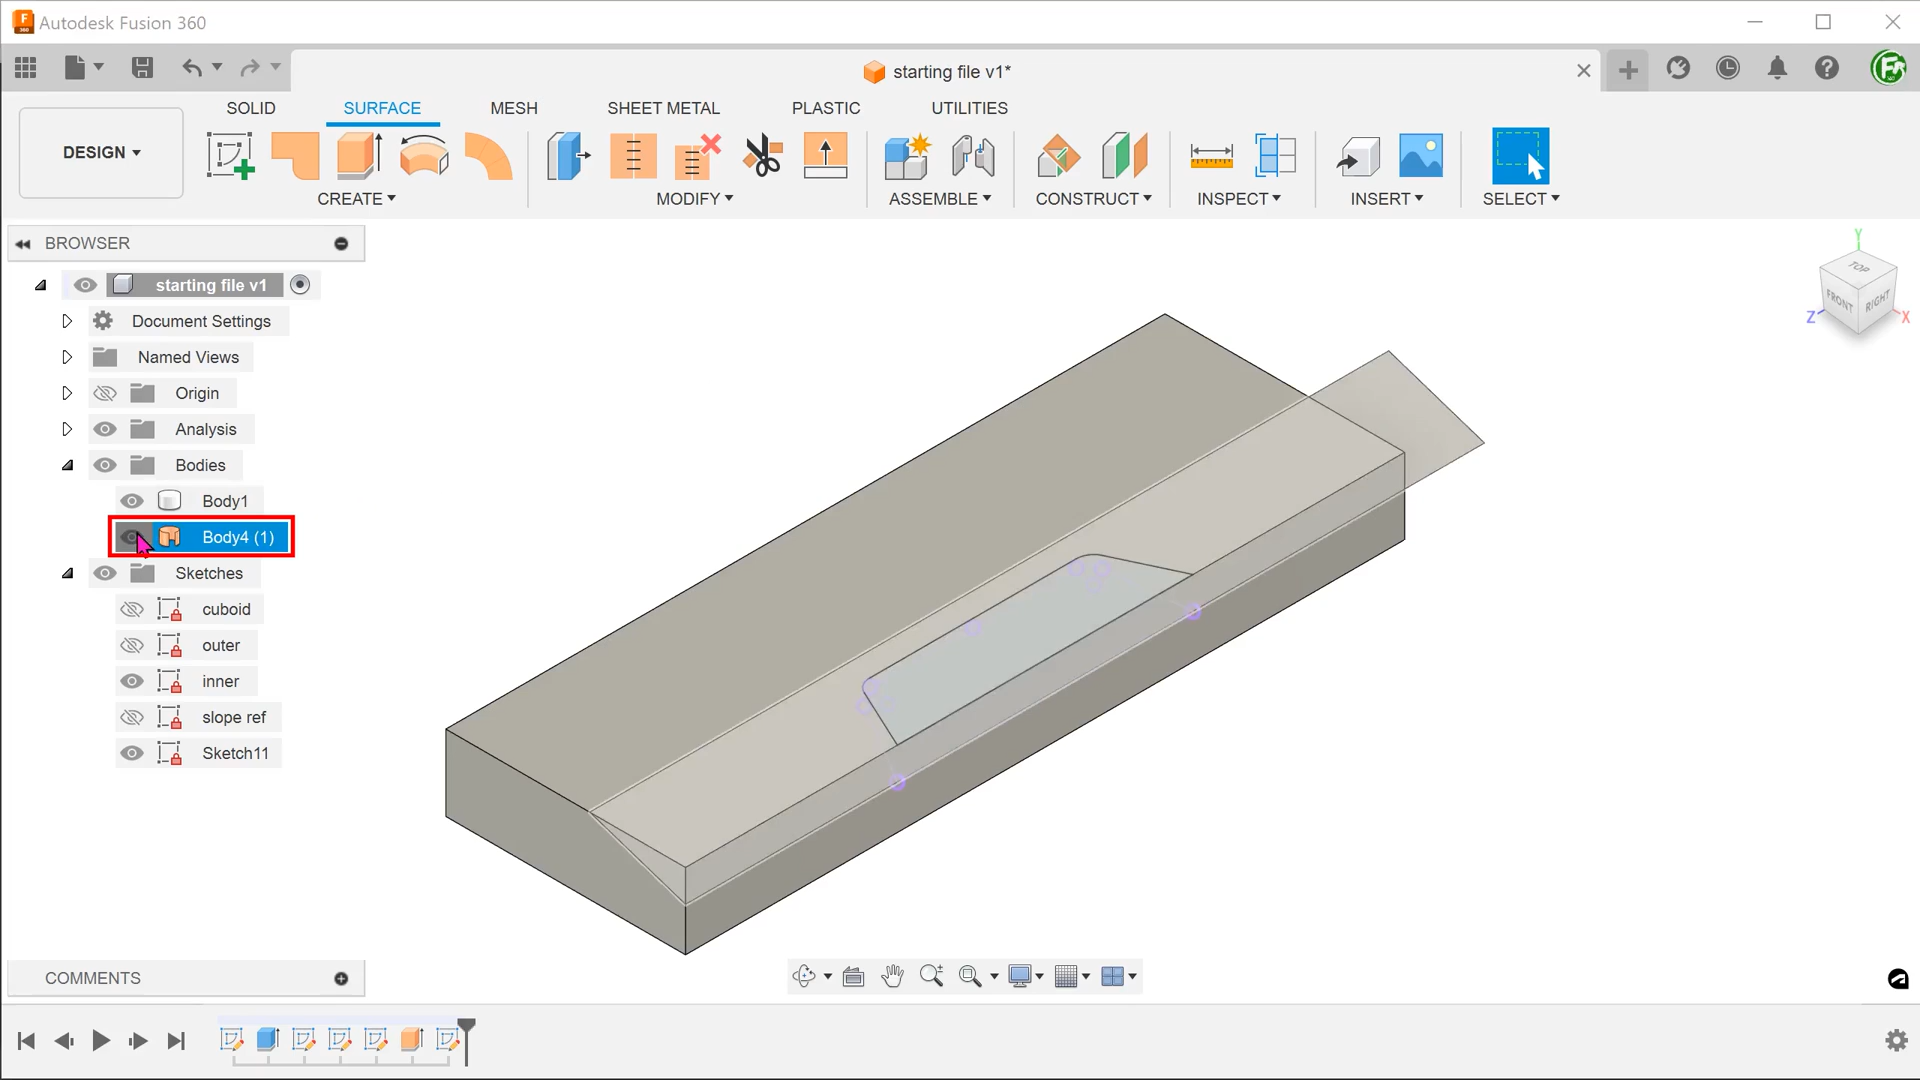 Autodesk Fusion 360
starting file v1*
SOLID
SURFACE
MESH
SHEET METAL
PLASTIC
UTILITIES
DESIGN
CREATE
MODIFY
ASSEMBLE
CONSTRUCT
INSPECT
INSERT
SELECT
BROWSER
starting file v1
Document Settings
Named Views
Origin
Analysis
Bodies
Body1
Body4 (1)
Sketches
cuboid
outer
inner
slope ref
Sketch11
Y
TOP
FRONT
RIGHT
Z
X
COMMENTS